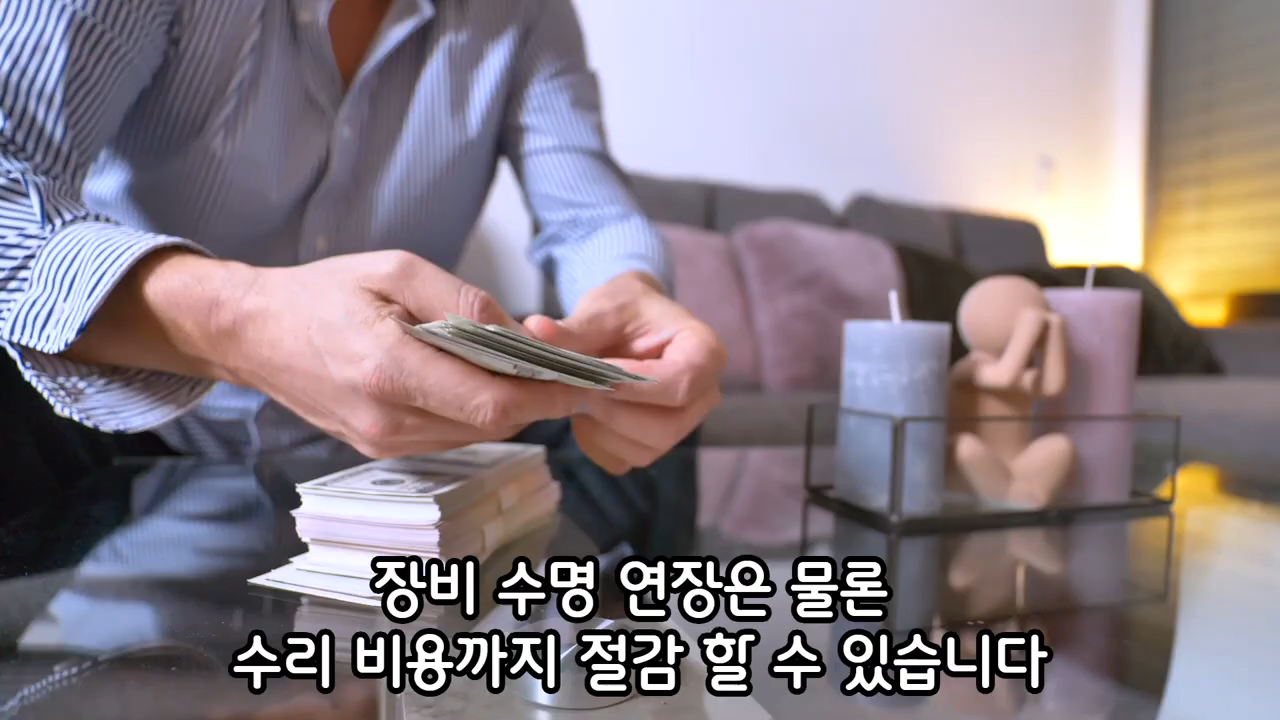 장비 수명 연장은 물론
수리 비용까지 절감 할 수 있습니다